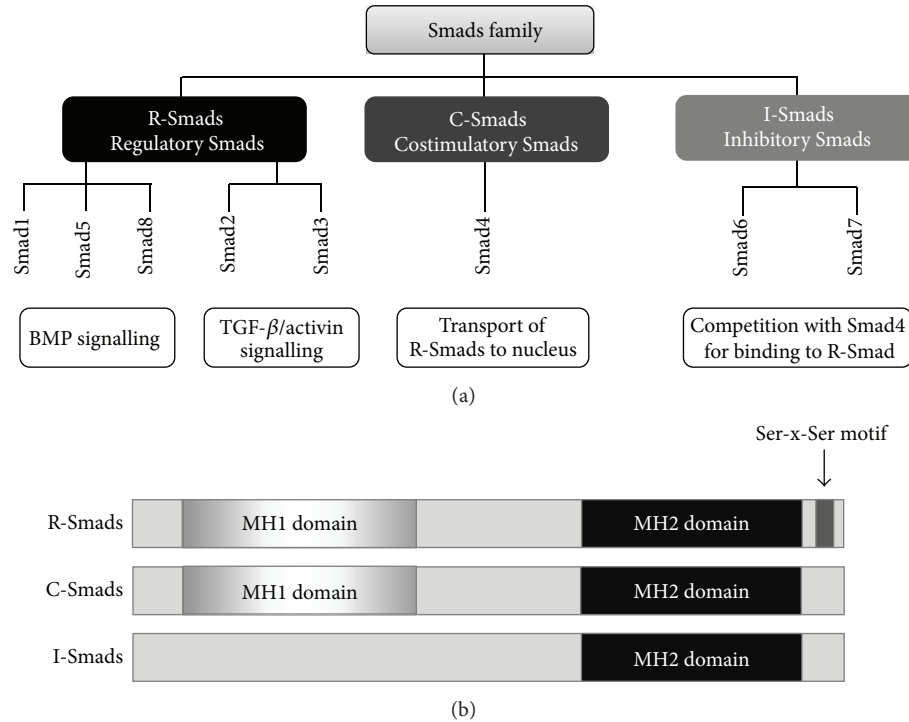 Smads family
R-Smads
Regulatory Smads
C-Smads
Costimulatory Smads
I-Smads
Inhibitory Smads
Smad1
Smad5
Smad8
Smad2
Smad3
Smad4
Smad6
Smad7
BMP signalling
TGF-β/activin
signalling
Transport of
R-Smads to nucleus
Competition with Smad4
for binding to R-Smad
(a)
Ser-x-Ser motif
R-Smads
MH1 domain
MH2 domain
C-Smads
MH1 domain
MH2 domain
I-Smads
MH2 domain
(b)